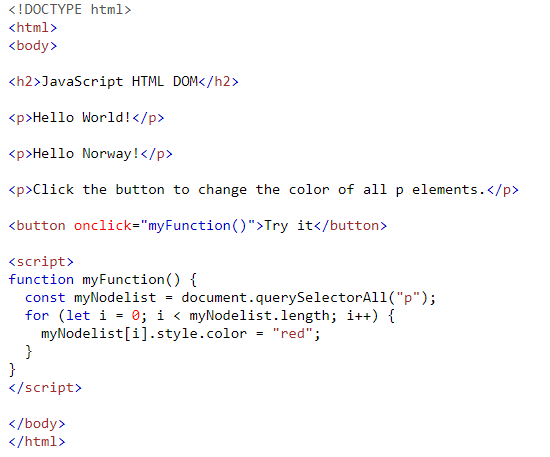 <!DOCTYPE html>
<html>
<body>

<h2>JavaScript HTML DOM</h2>

<p>Hello World!</p>

<p>Hello Norway!</p>

<p>Click the button to change the color of all p elements.</p>

<button onclick="myFunction()">Try it</button>

<script>
function myFunction() {
  const myNodelist = document.querySelectorAll("p");
  for (let i = 0; i < myNodelist.length; i++) {
    myNodelist[i].style.color = "red";
  }
}
</script>

</body>
</html>